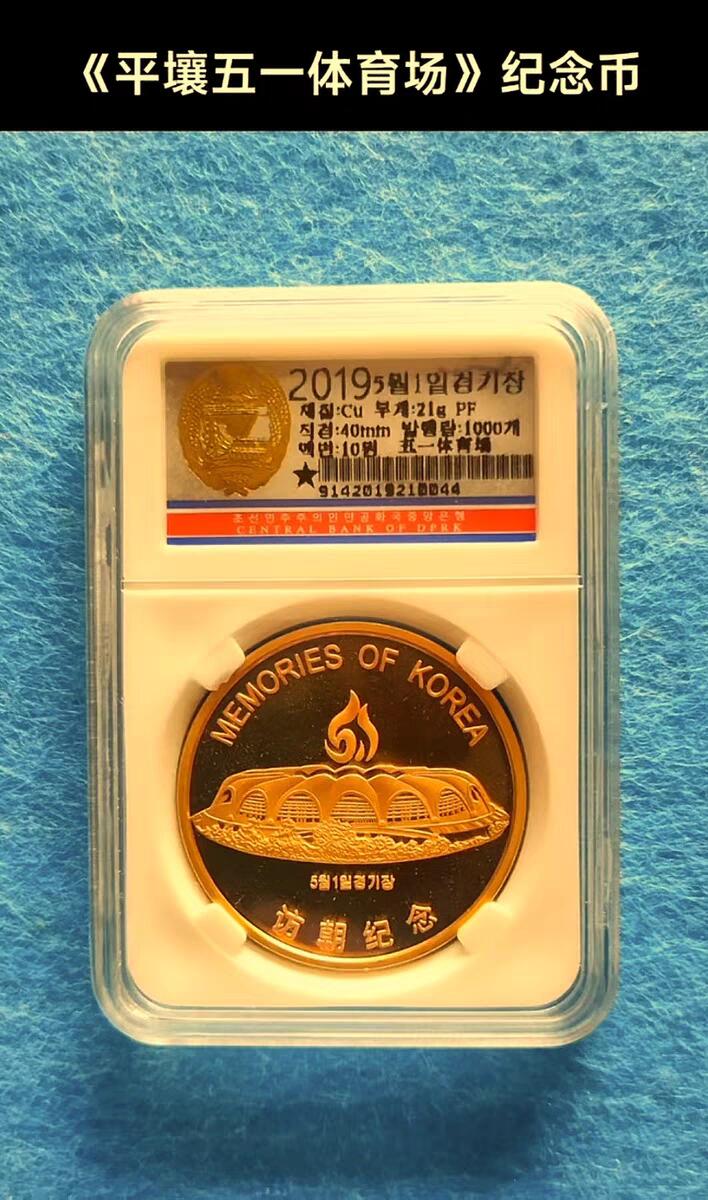 《平壤五一体育场》纪念币
2019 5월1일경기장
재질:Cu 부게:21g PF
직경:40mm 발행량:1000개
액면:10원 五一体育场
★ 9142019210044
조선민주주의인민공화국중앙은행
CENTRAL BANK OF DPRK
MEMORIES OF KOREA
5월1일경기장
访朝纪念